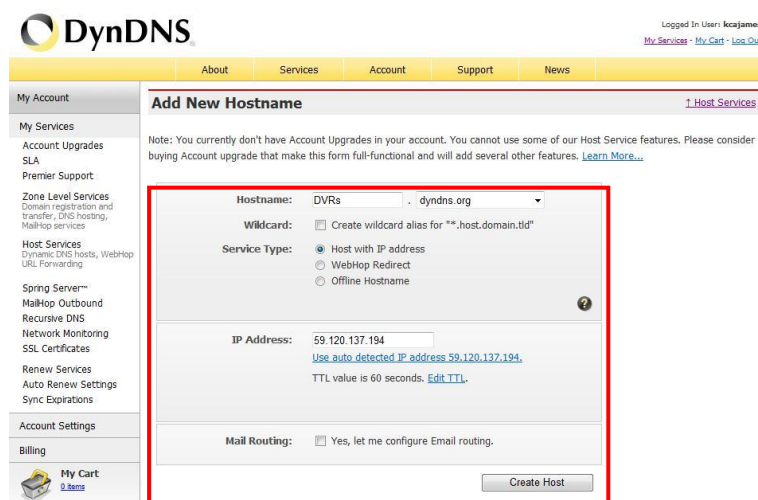 DynDNS
Logged In User: kcajame
My Services - My Cart - Log Ou
About Services Account Support News
My Account
My Services
Account Upgrades
SLA
Premier Support
Zone Level Services
Domain registration and
transfer, DNS hosting,
MailHop services
Host Services
Dynamic DNS hosts, WebHop
URL Forwarding
Spring Server™
MailHop Outbound
Recursive DNS
Network Monitoring
SSL Certificates
Renew Services
Auto Renew Settings
Sync Expirations
Account Settings
Billing
My Cart
0 items
Add New Hostname
↑ Host Services
Note: You currently don't have Account Upgrades in your account. You cannot use some of our Host Service features. Please consider
buying Account upgrade that make this form full-functional and will add several other features. Learn More...
Hostname: DVRs . dyndns.org
Wildcard: Create wildcard alias for "*.host.domain.tld"
Service Type: Host with IP address
WebHop Redirect
Offline Hostname
?
IP Address: 59.120.137.194
Use auto detected IP address 59.120.137.194.
TTL value is 60 seconds. Edit TTL.
Mail Routing: Yes, let me configure Email routing.
Create Host